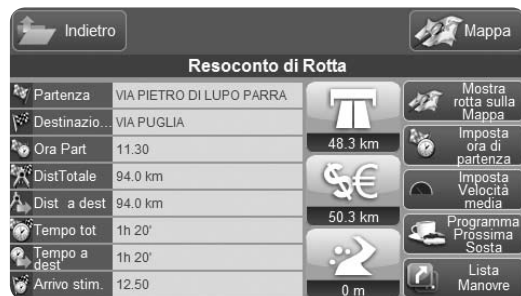 Indietro
Mappa
Resoconto di Rotta
Partenza VIA PIETRO DI LUPO PARRA
Destinazio... VIA PUGLIA
Ora Part 11.30
DistTotale 94.0 km
Dist a dest 94.0 km
Tempo tot 1h 20'
Tempo a
dest
1h 20'
Arrivo stim. 12.50
48.3 km
$€
50.3 km
0 m
Mostra
rotta sulla
Mappa
Imposta
ora di
partenza
Imposta
Velocità
media
Programma
Prossima
Sosta
Lista
Manovre